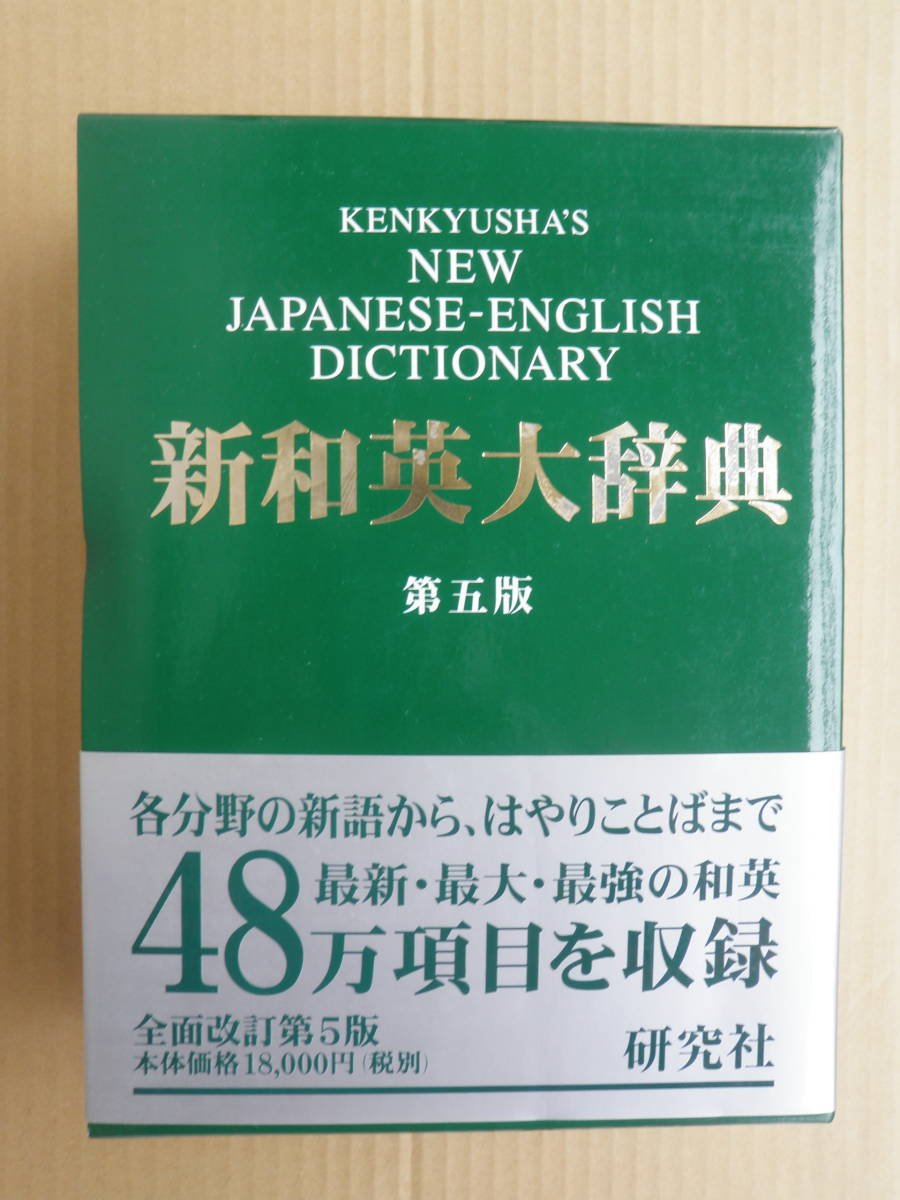 KENKYUSHA'S
NEW
JAPANESE-ENGLISH
DICTIONARY
新和英大辞典
第五版
各分野の新語から、はやりことばまで
最新・最大・最強の和英
48万項目を収録
全面改訂第5版
本体価格18,000円(税別)
研究社